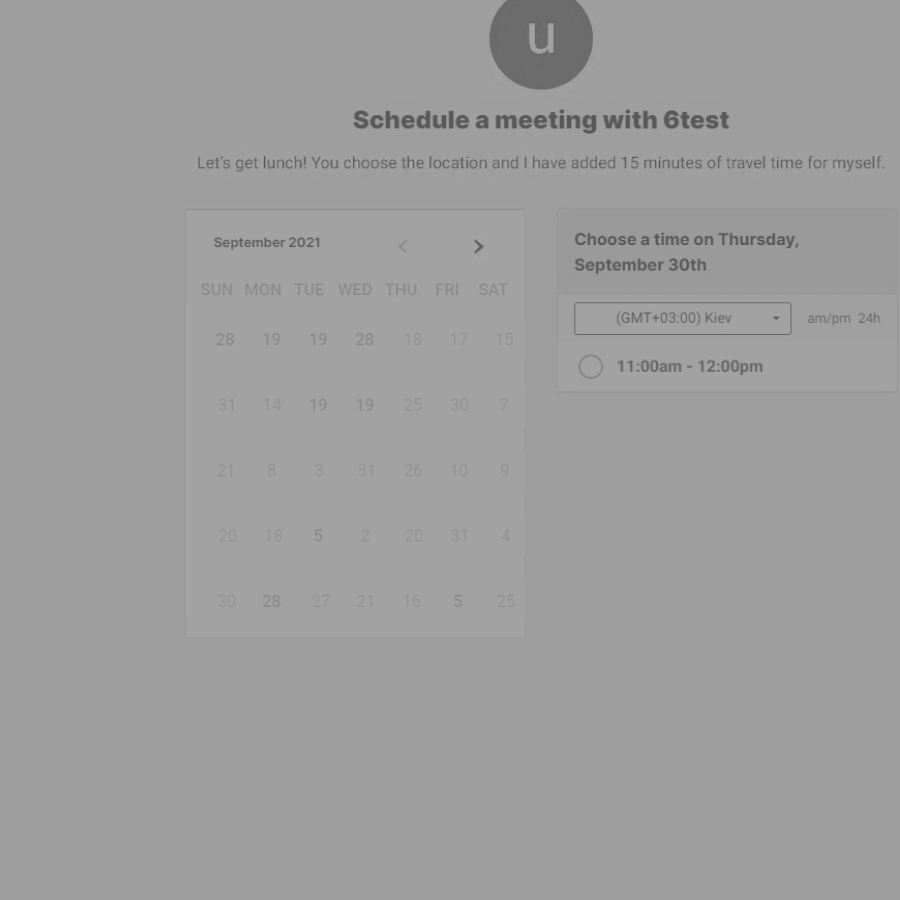 u
Schedule a meeting with 6test
Let's get lunch! You choose the location and I have added 15 minutes of travel time for myself.
September 2021
SUN MON TUE WED THU FRI SAT
28 19 19 28 18 17 15
31 14 19 19 25 30 7
21 8 3 31 26 10 9
20 18 5 2 20 31 4
30 28 27 21 16 5 25
Choose a time on Thursday,
September 30th
(GMT+03:00) Kiev am/pm 24h
11:00am - 12:00pm